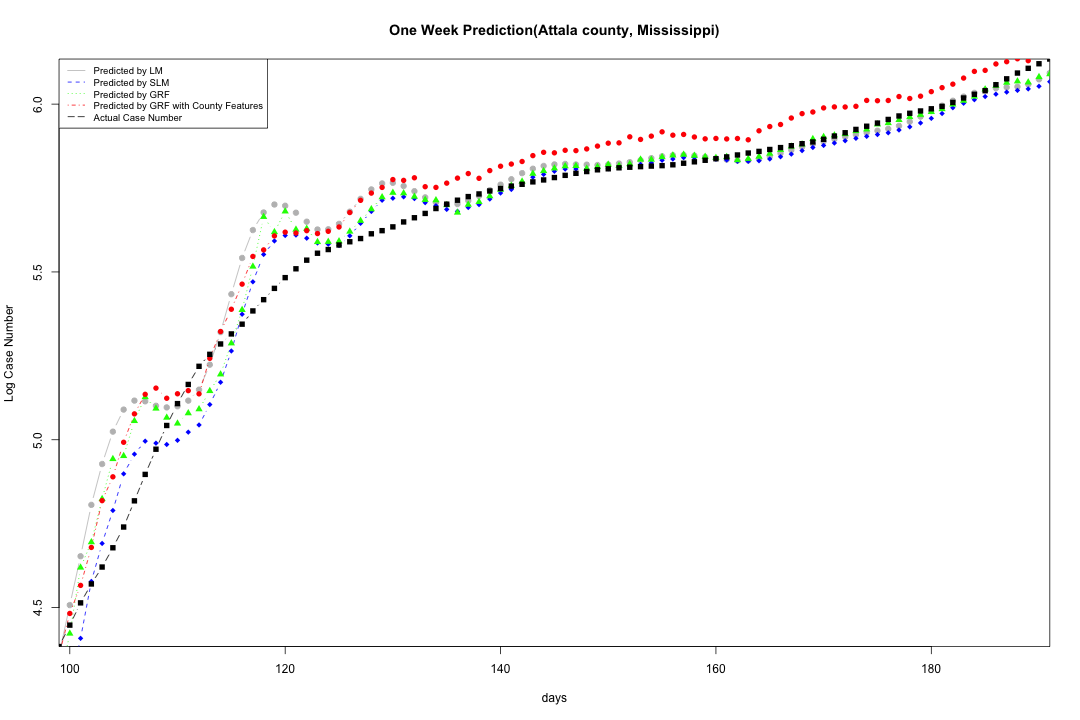 One Week Prediction(Attala county, Mississippi)
Predicted by LM
Predicted by SLM
Predicted by GRF
Predicted by GRF with County Features
Actual Case Number
Log Case Number
6.0
5.5
5.0
4.5
100 120 140 160 180
days